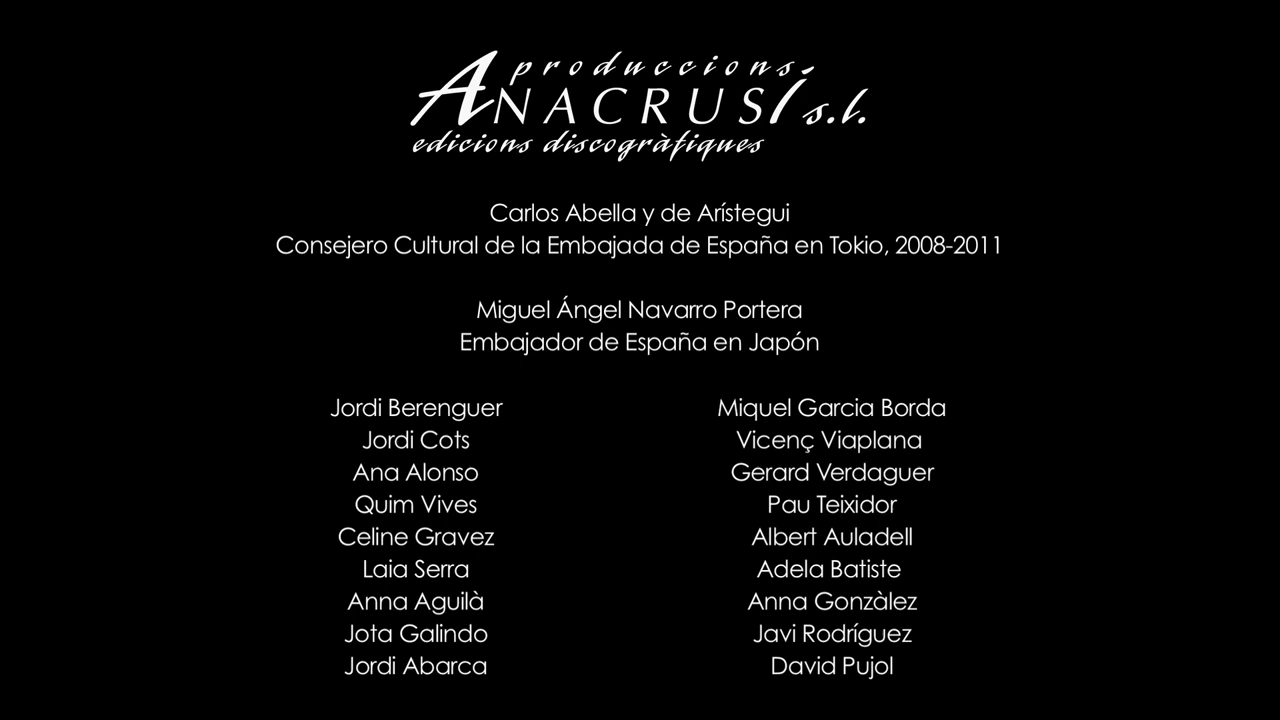 produccions
ANACRUSÍ s.l.
edicions discogràfiques
Carlos Abella y de Arístegui
Consejero Cultural de la Embajada de España en Tokio, 2008-2011
Miguel Ángel Navarro Portera
Embajador de España en Japón
Jordi Berenguer
Jordi Cots
Ana Alonso
Quim Vives
Celine Gravez
Laia Serra
Anna Aguilà
Jota Galindo
Jordi Abarca
Miquel Garcia Borda
Vicenç Viaplana
Gerard Verdaguer
Pau Teixidor
Albert Auladell
Adela Batiste
Anna Gonzàlez
Javi Rodríguez
David Pujol